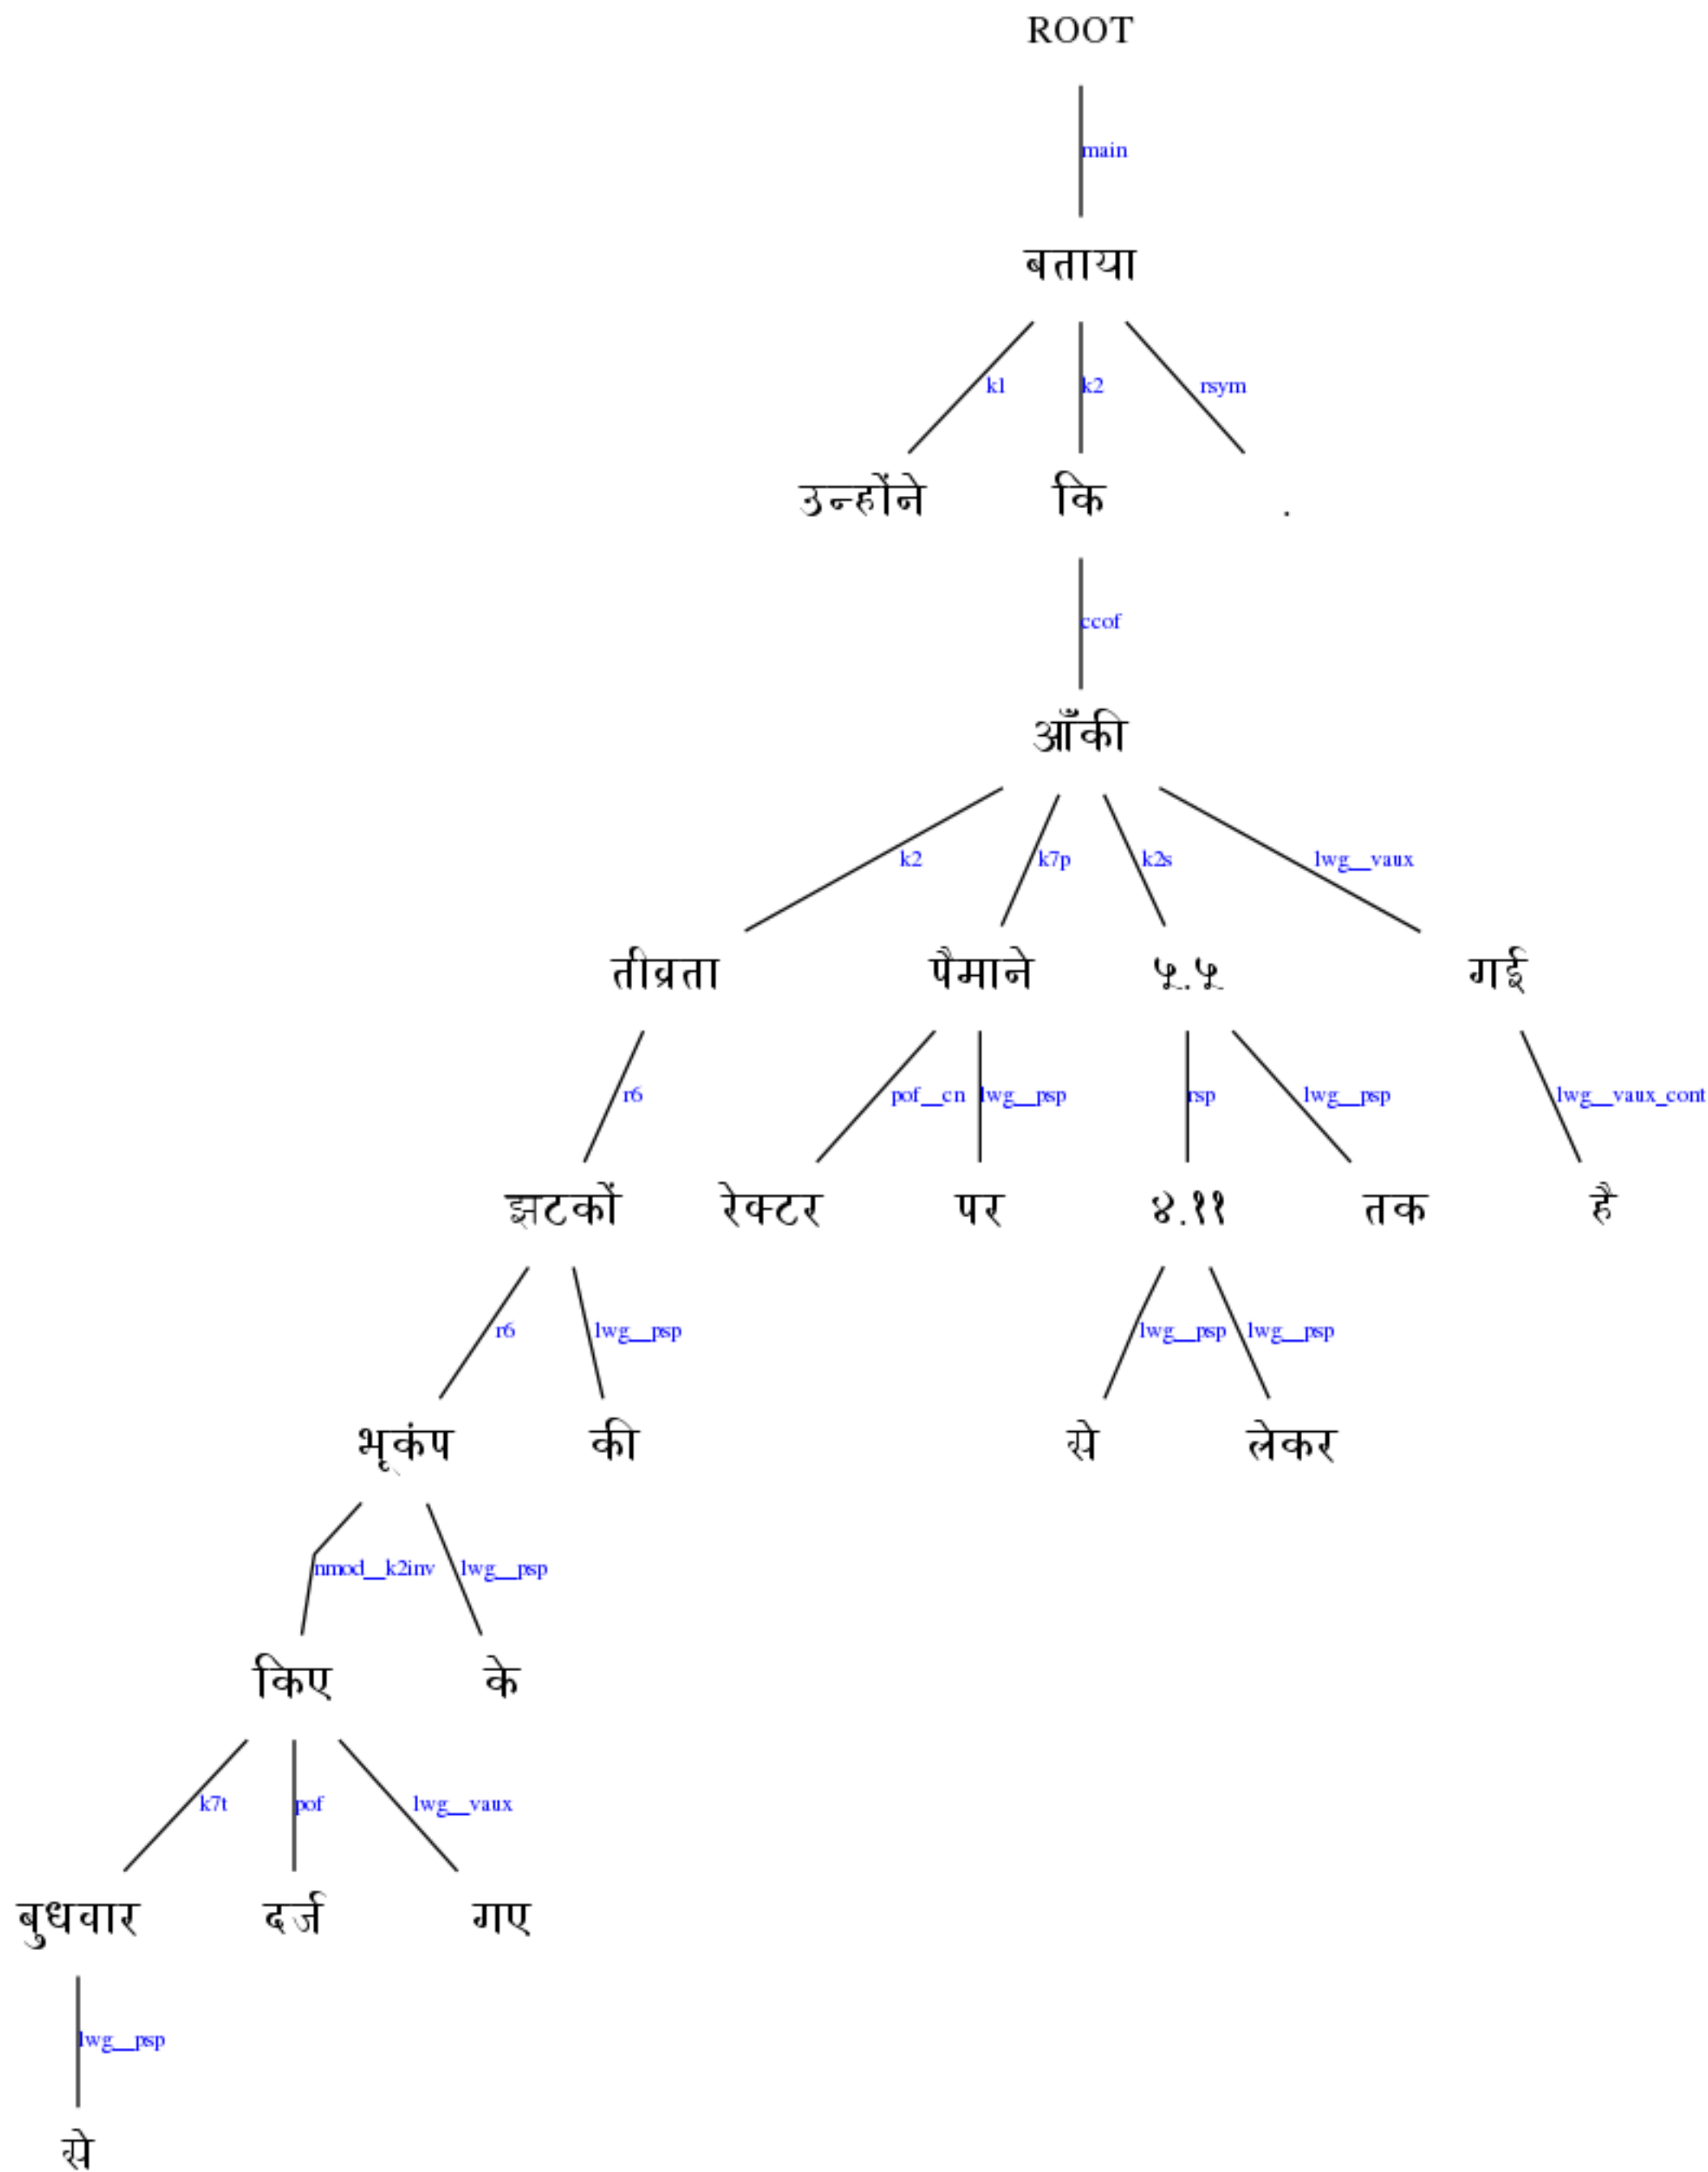 ROOT
main
बताया
k1 k2 rsym
उन्होंने कि .
ccof
आँकी
k2 k7p k2s lwg__vaux
तीव्रता पैमाने ५.५ गई
r6 pof__cn lwg__psp rsp lwg__psp lwg__vaux_cont
झटकों रेक्टर पर ४.११ तक है
r6 lwg__psp lwg__psp lwg__psp
भूकंप की से लेकर
nmod__k2inv lwg__psp
किए के
k7t pof lwg__vaux
बुधवार दर्ज गए
lwg__psp
से